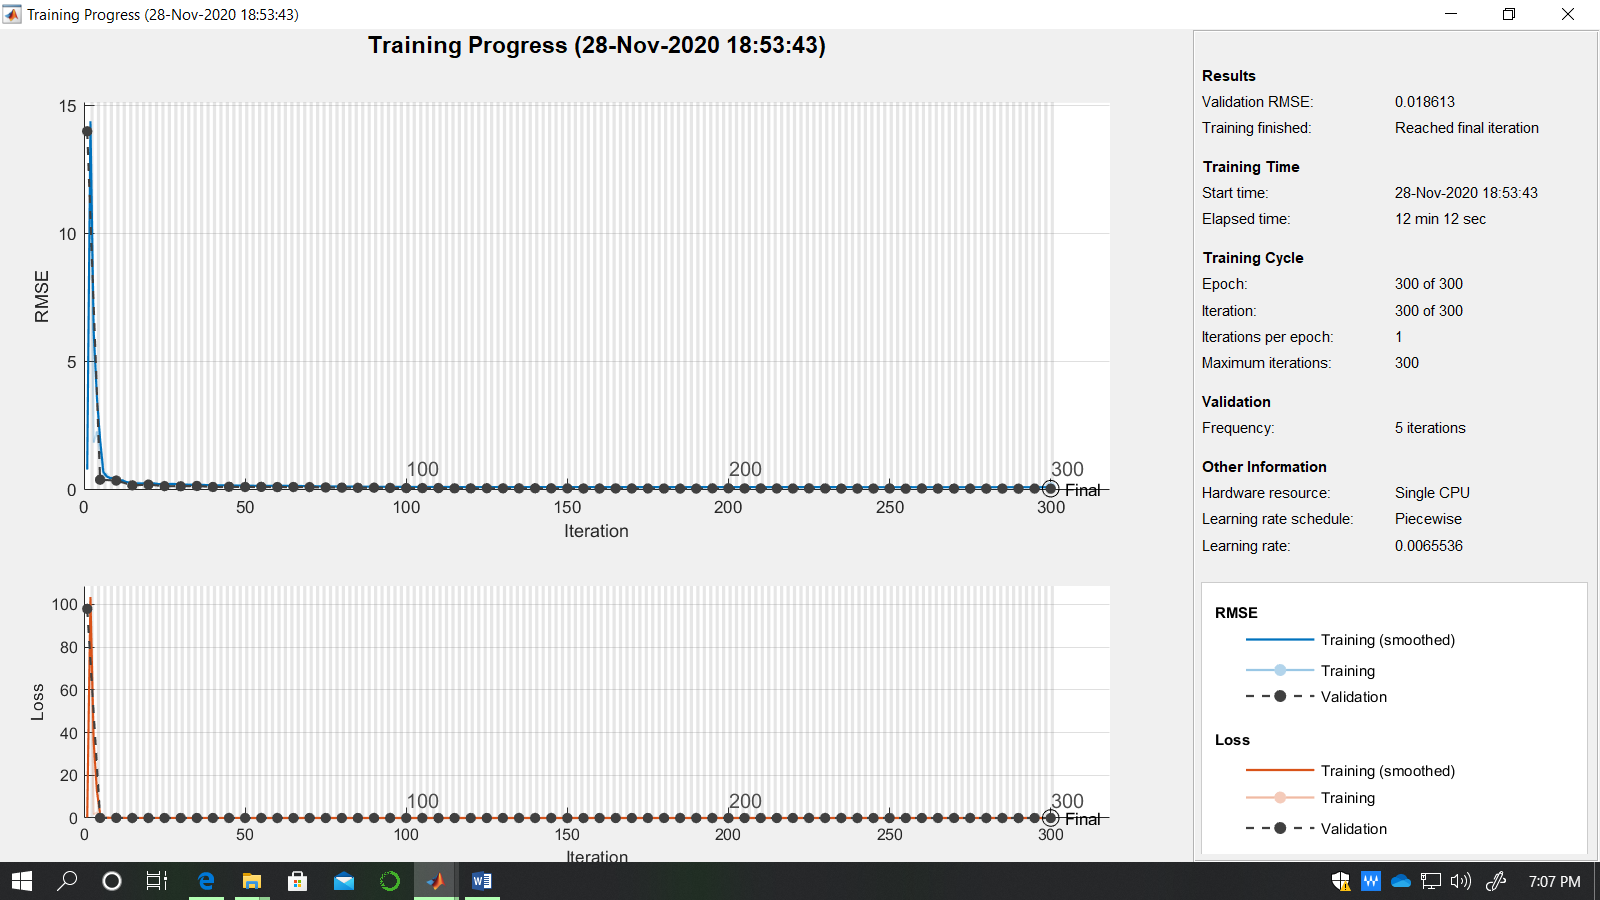 Training Progress (28-Nov-2020 18:53:43)
Training Progress (28-Nov-2020 18:53:43)
15
10
5
0
RMSE
100 200 300
Final
0 50 100 150 200 250 300
Iteration
100
80
60
40
20
0
Loss
100 200 300
Final
0 50 100 150 200 250 300
Iteration
Results
Validation RMSE: 0.018613
Training finished: Reached final iteration
Training Time
Start time: 28-Nov-2020 18:53:43
Elapsed time: 12 min 12 sec
Training Cycle
Epoch: 300 of 300
Iteration: 300 of 300
Iterations per epoch: 1
Maximum iterations: 300
Validation
Frequency: 5 iterations
Other Information
Hardware resource: Single CPU
Learning rate schedule: Piecewise
Learning rate: 0.0065536
RMSE
Training (smoothed)
Training
Validation
Loss
Training (smoothed)
Training
Validation
7:07 PM